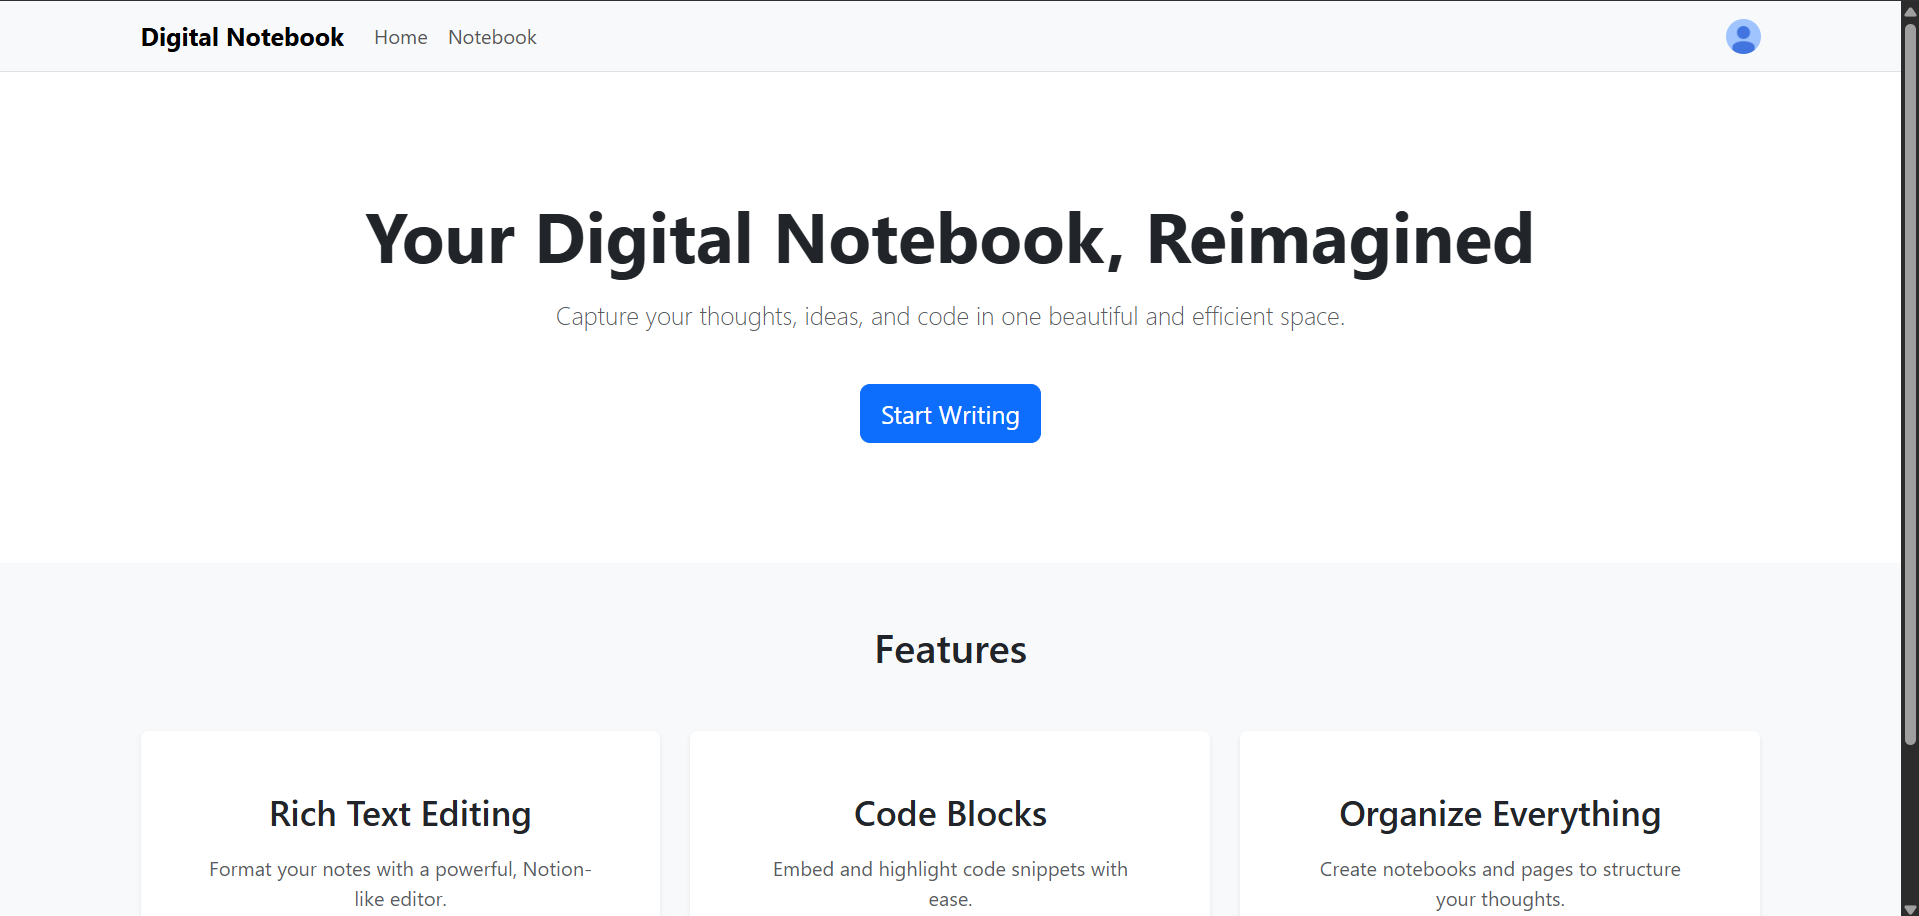 Digital Notebook Home Notebook
Your Digital Notebook, Reimagined
Capture your thoughts, ideas, and code in one beautiful and efficient space.
Start Writing
Features
Rich Text Editing
Format your notes with a powerful, Notion-
like editor.
Code Blocks
Embed and highlight code snippets with
ease.
Organize Everything
Create notebooks and pages to structure
your thoughts.